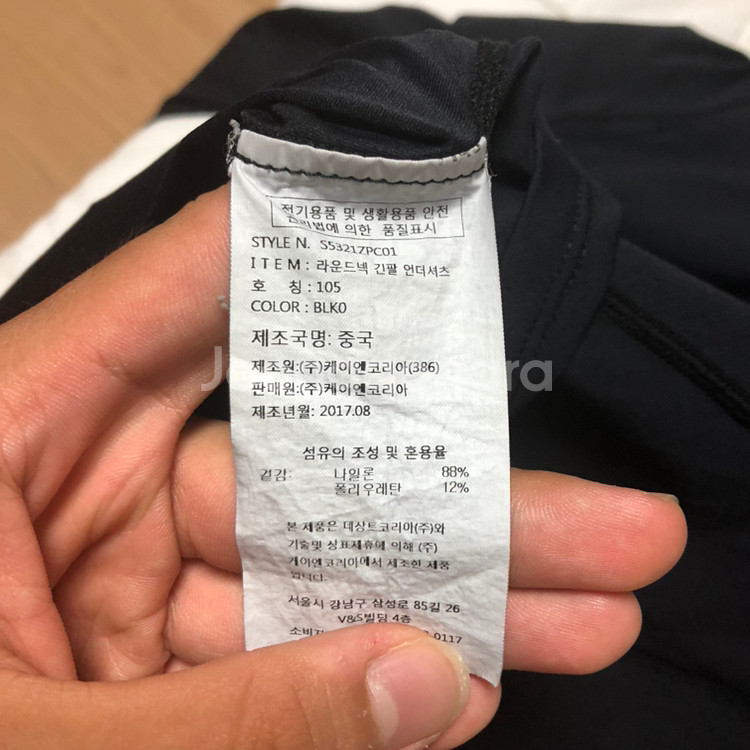 전기용품 및 생활용품 안전
관리법에 의한 품질표시
STYLE N. S5321ZPC01
ITEM : 라운드넥 긴팔 언더셔츠
호 칭 : 105
COLOR : BLK0
제조국명: 중국
제조원:(주)케이엔코리아(386)
판매원:(주)케이엔코리아
제조년월: 2017.08
섬유의 조성 및 혼용율
겉감: 나일론 88%
폴리우레탄 12%
본 제품은 데상트코리아(주)와
기술및 상표제휴에 의해 (주)
케이엔코리아에서 제조한 제품
입니다.
서울시 강남구 삼성로 85길 26
V&S빌딩 4층
0117